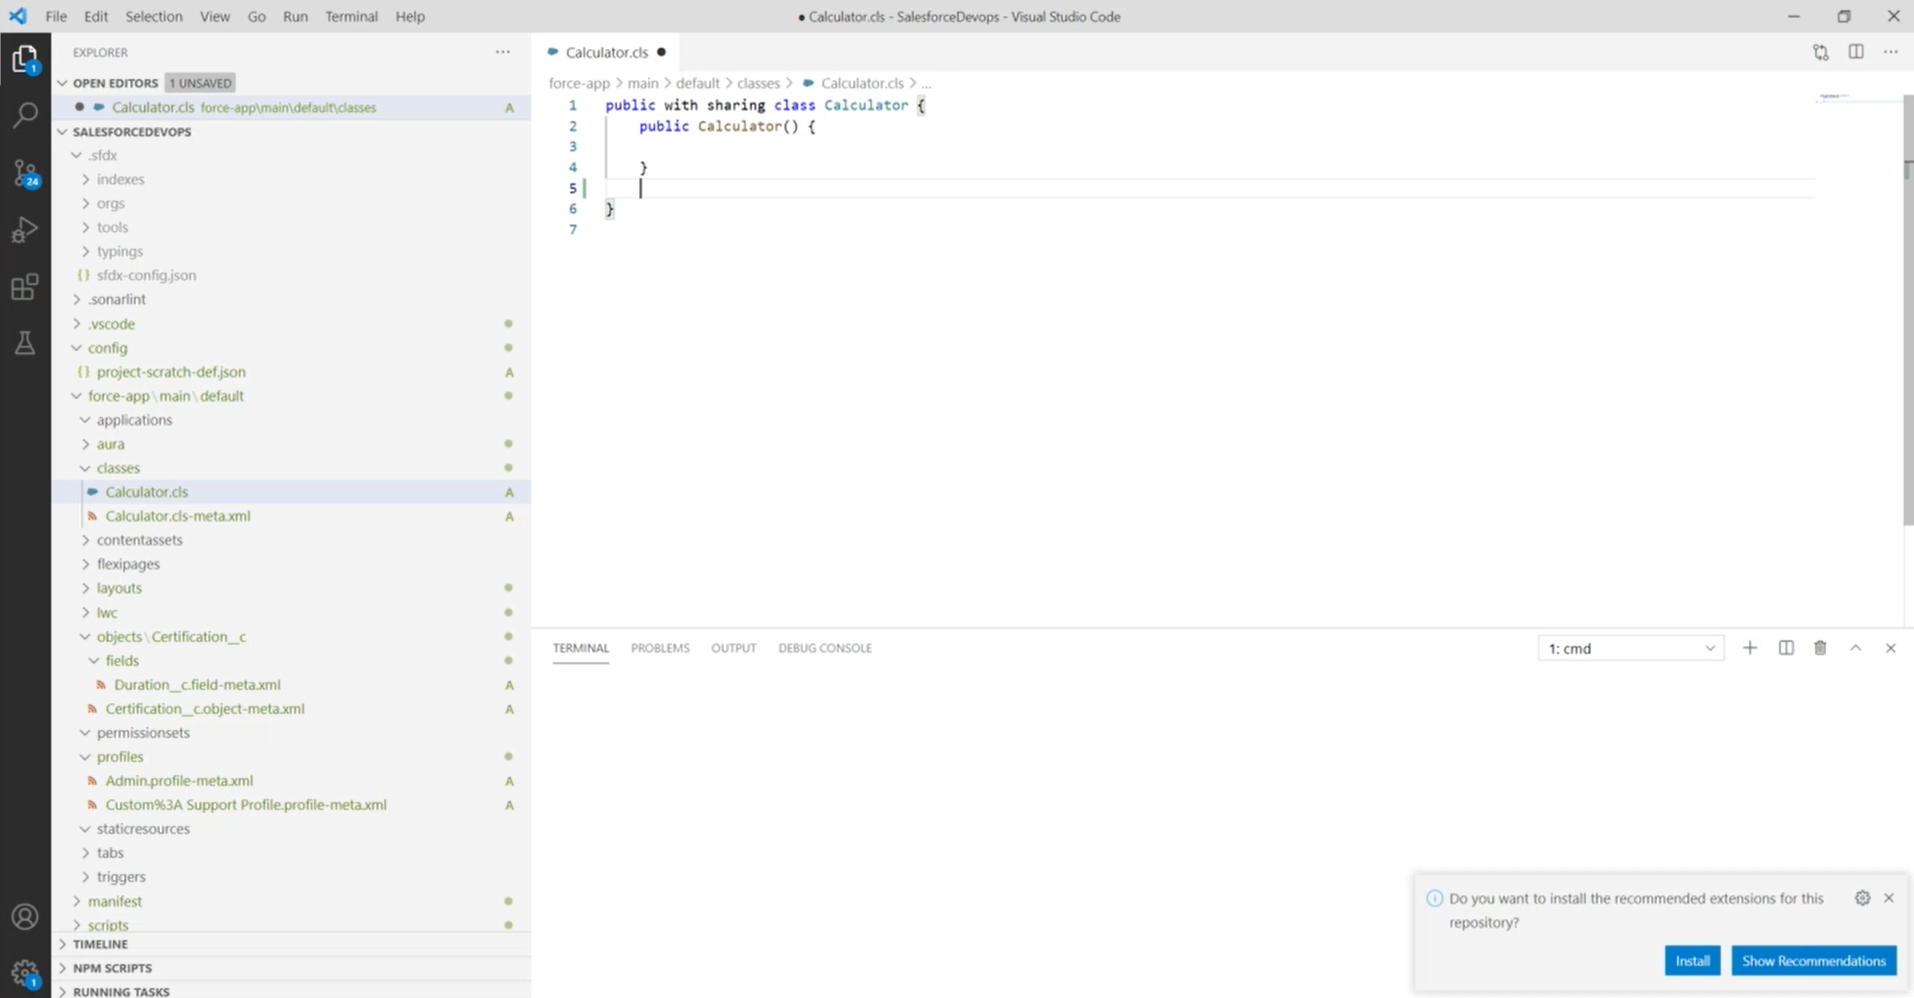 File Edit Selection View Go Run Terminal Help
● Calculator.cls - SalesforceDevops - Visual Studio Code
EXPLORER
OPEN EDITORS 1 UNSAVED
Calculator.cls force-app\main\default\classes A
SALESFORCEDEVOPS
.sfdx
indexes
orgs
tools
typings
{} sfdx-config.json
.sonarlint
.vscode
config
{} project-scratch-def.json A
force-app\main\default
applications
aura
classes
Calculator.cls A
Calculator.cls-meta.xml A
contentassets
flexipages
layouts
lwc
objects\Certification__c
fields
Duration__c.field-meta.xml A
Certification__c.object-meta.xml A
permissionsets
profiles
Admin.profile-meta.xml A
Custom%3A Support Profile.profile-meta.xml A
staticresources
tabs
triggers
manifest
scripts
TIMELINE
NPM SCRIPTS
RUNNING TASKS
1
24
1
Calculator.cls ●
force-app > main > default > classes > Calculator.cls > ...
1 public with sharing class Calculator {
2 public Calculator() {
3
4 }
5
6 }
7
TERMINAL PROBLEMS OUTPUT DEBUG CONSOLE
1: cmd
Do you want to install the recommended extensions for this
repository?
Install Show Recommendations